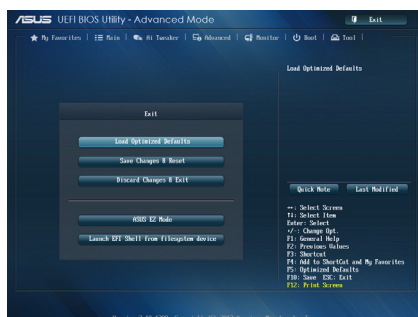 ASUS UEFI BIOS Utility - Advanced Mode
Exit
My Favorites
Main
Ai Tweaker
Advanced
Monitor
Boot
Tool
Load Optimized Defaults
Exit
Load Optimized Defaults
Save Changes & Reset
Discard Changes & Exit
ASUS EZ Mode
Launch EFI Shell from filesystem device
Quick Note
Last Modified
→←: Select Screen
↑↓: Select Item
Enter: Select
+/-: Change Opt.
F1: General Help
F2: Previous Values
F3: Shortcut
F4: Add to ShortCut and My Favorites
F5: Optimized Defaults
F10: Save ESC: Exit
F12: Print Screen